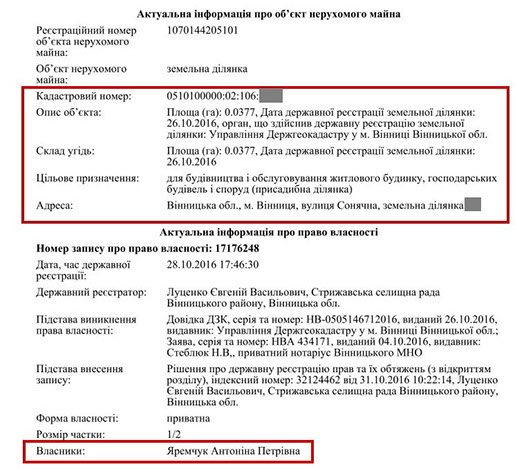 Актуальна інформація про об’єкт нерухомого майна
Реєстраційний номер об’єкта нерухомого майна: 1070144205101
Об’єкт нерухомого майна: земельна ділянка
Кадастровий номер: 0510100000:02:106:
Опис об’єкта: Площа (га): 0.0377, Дата державної реєстрації земельної ділянки:
26.10.2016, орган, що здійснив державну реєстрацію земельної
ділянки: Управління Держгеокадастру у м. Вінниці Вінницької обл.
Склад угідь: Площа (га): 0.0377, Дата державної реєстрації земельної ділянки:
26.10.2016
Цільове призначення: для будівництва і обслуговування житлового будинку, господарських
будівель і споруд (присадибна ділянка)
Адреса: Вінницька обл., м. Вінниця, вулиця Сонячна, земельна ділянка
Актуальна інформація про право власності
Номер запису про право власності: 17176248
Дата, час державної реєстрації: 28.10.2016 17:46:30
Державний реєстратор: Луценко Євгеній Васильович, Стрижавська селищна рада
Вінницького району, Вінницька обл.
Підстава виникнення права власності: Довідка ДЗК, серія та номер: НВ-0505146712016, виданий 26.10.2016,
видавник: Управління Держгеокадастру у м. Вінниці Вінницької обл.;
Заява, серія та номер: НВА 434171, виданий 04.10.2016, видавник:
Стеблюк Н.В,, приватний нотаріус Вінницького МНО
Підстава внесення запису: Рішення про державну реєстрацію прав та їх обтяжень (з відкриттям
розділу), індексний номер: 32124462 від 31.10.2016 10:22:14, Луценко
Євгеній Васильович, Стрижавська селищна рада Вінницького району,
Вінницька обл.
Форма власності: приватна
Розмір частки: 1/2
Власники: Яремчук Антоніна Петрівна